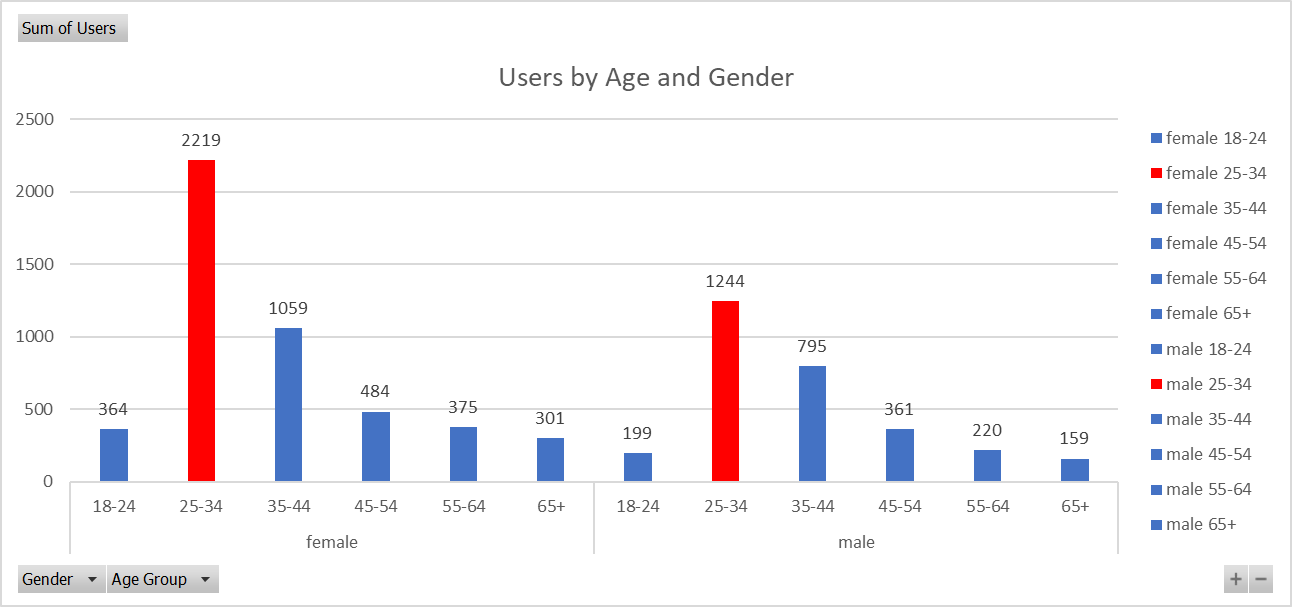 Sum of Users
Users by Age and Gender
2500
2000
1500
1000
500
0
364
2219
1059
484
375
301
199
1244
795
361
220
159
18-24 25-34 35-44 45-54 55-64 65+ 18-24 25-34 35-44 45-54 55-64 65+
female male
female 18-24
female 25-34
female 35-44
female 45-54
female 55-64
female 65+
male 18-24
male 25-34
male 35-44
male 45-54
male 55-64
male 65+
Gender Age Group
+ −